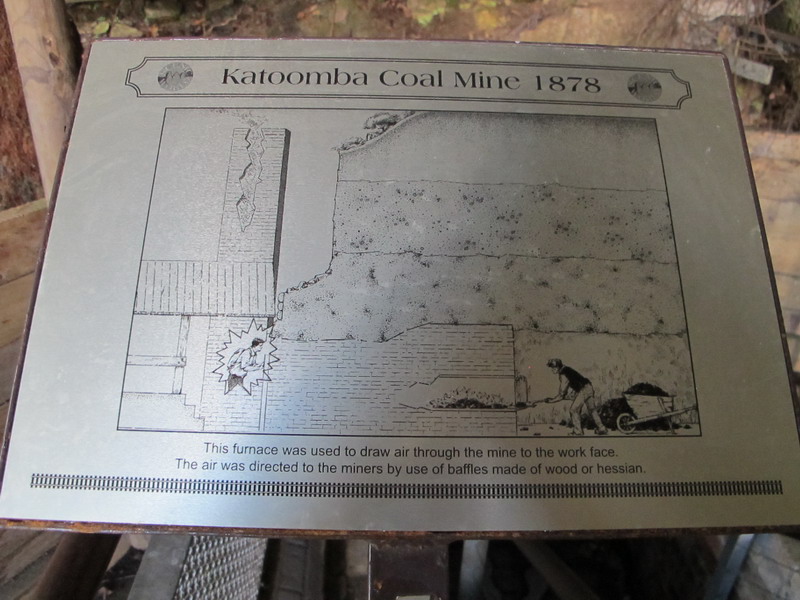 Katoomba Coal Mine 1878
This furnace was used to draw air through the mine to the work face.
The air was directed to the miners by use of baffles made of wood or hessian.